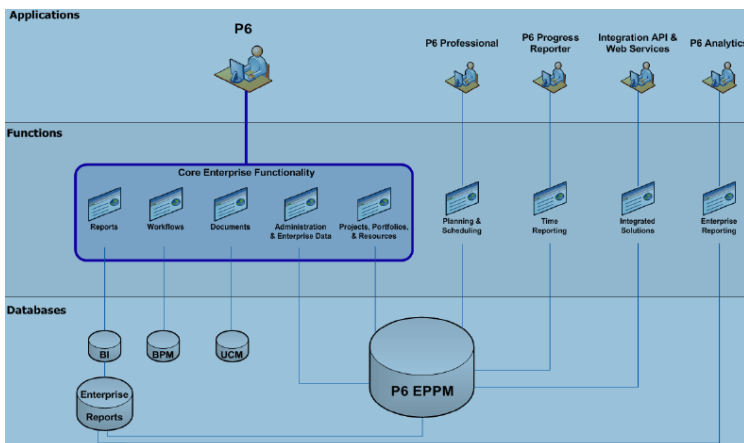 Applications
P6
P6 Professional
P6 Progress
Reporter
Integration API &
Web Services
P6 Analytics
Functions
Core Enterprise Functionality
Reports
Workflows
Documents
Administration
& Enterprise Data
Projects, Portfolios,
& Resources
Planning &
Scheduling
Time
Reporting
Integrated
Solutions
Enterprise
Reporting
Databases
BI
BPM
UCM
P6 EPPM
Enterprise
Reports